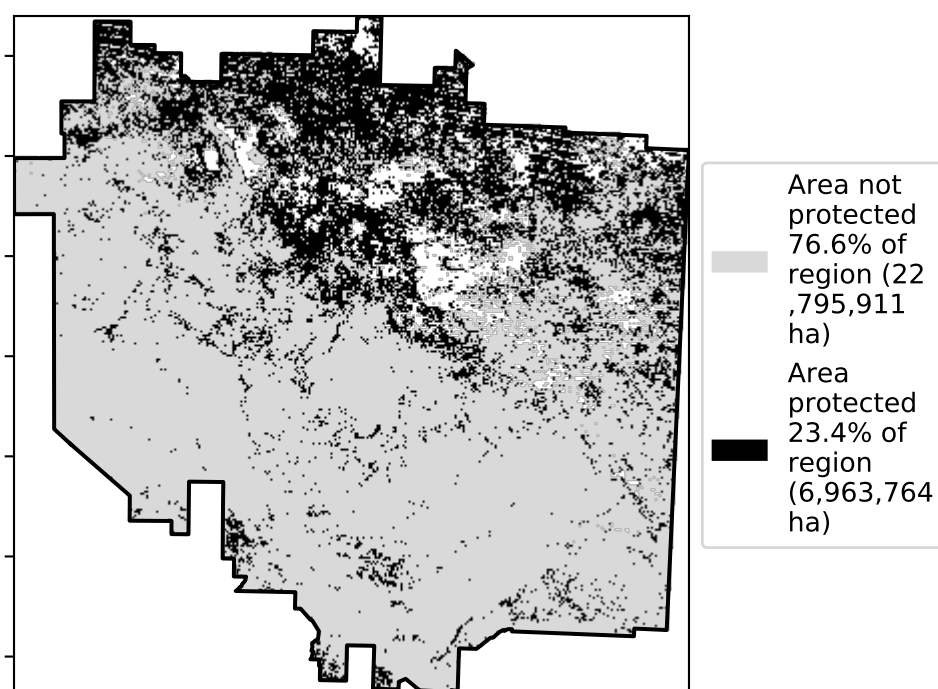 Area not
protected
76.6% of
region (22
,795,911
ha)
Area
protected
23.4% of
region
(6,963,764
ha)